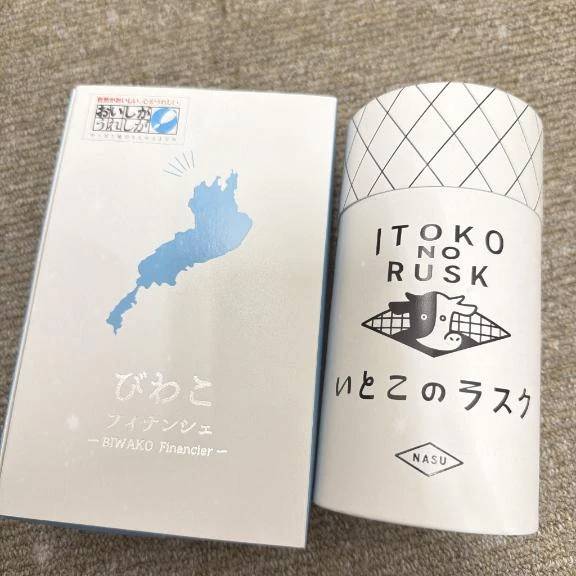 おいしが
うれしが
びわこ
フィナンシェ
BIWAKO Financier
ITOKO
NO
RUSK
いとこのラスク
NASU